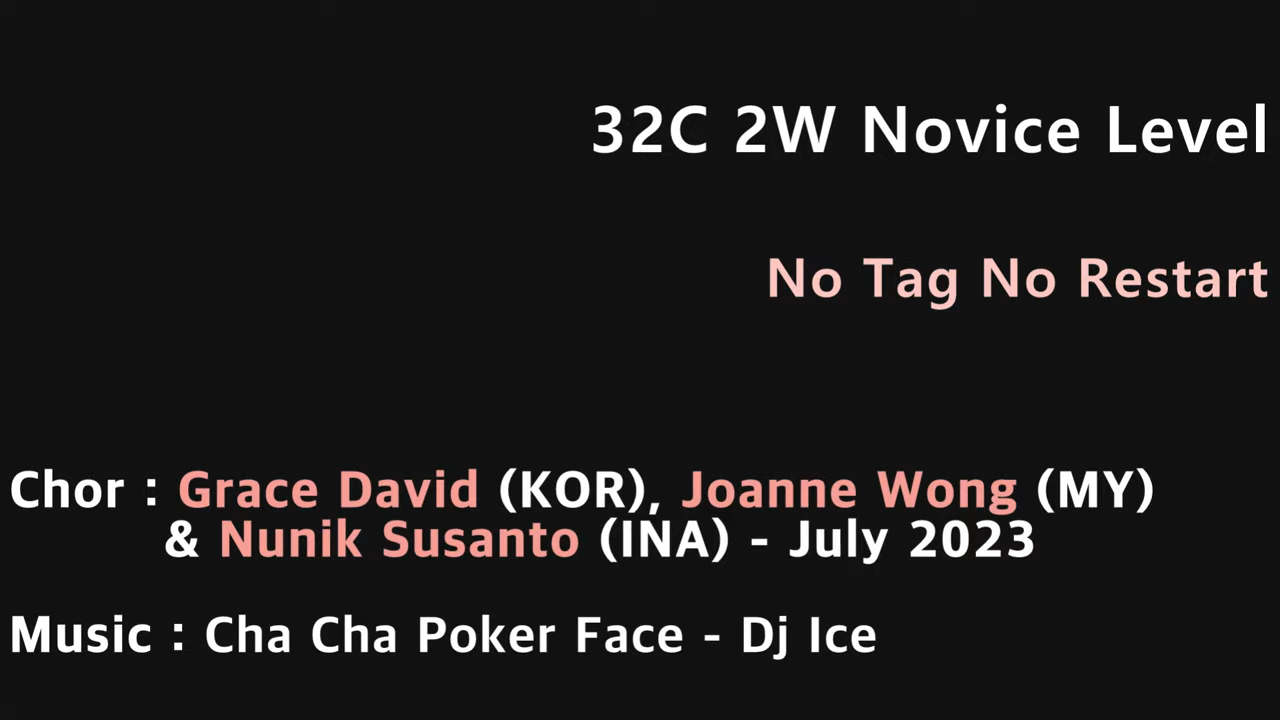 32C 2W Novice Level
No Tag No Restart
Chor : Grace David (KOR), Joanne Wong (MY)
& Nunik Susanto (INA) - July 2023
Music : Cha Cha Poker Face - Dj Ice